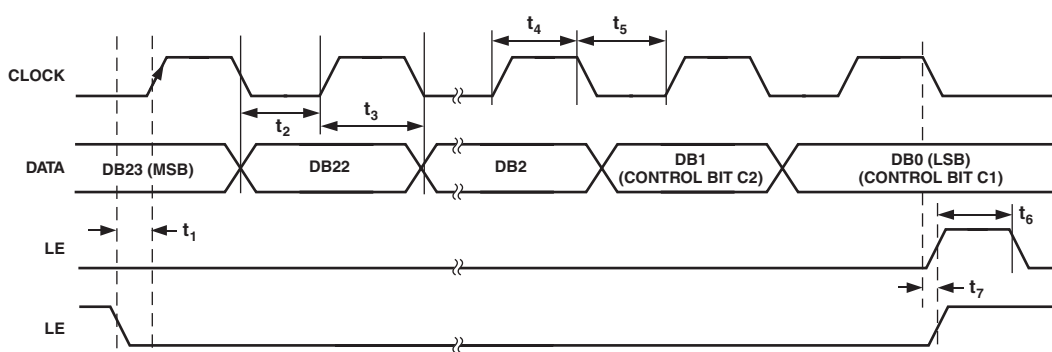 t4 t5
CLOCK
t2 t3
DATA DB23 (MSB) DB22 DB2 DB1 (CONTROL BIT C2) DB0 (LSB) (CONTROL BIT C1)
t1 t6
LE
t7
LE